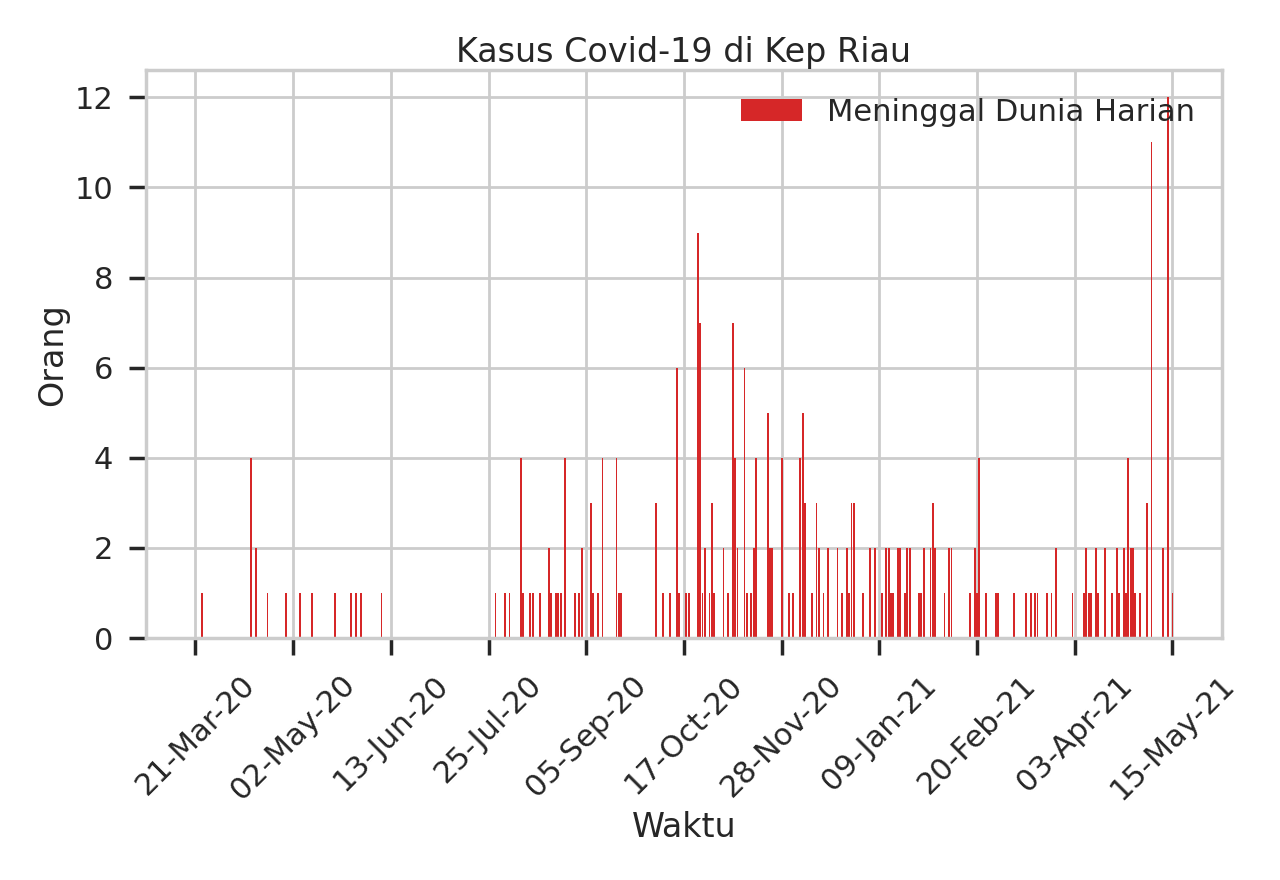 Kasus Covid-19 di Kep Riau
Meninggal Dunia Harian
12
10
8
6
4
2
0
Orang
21-Mar-20
02-May-20
13-Jun-20
25-Jul-20
05-Sep-20
17-Oct-20
28-Nov-20
09-Jan-21
20-Feb-21
03-Apr-21
15-May-21
Waktu